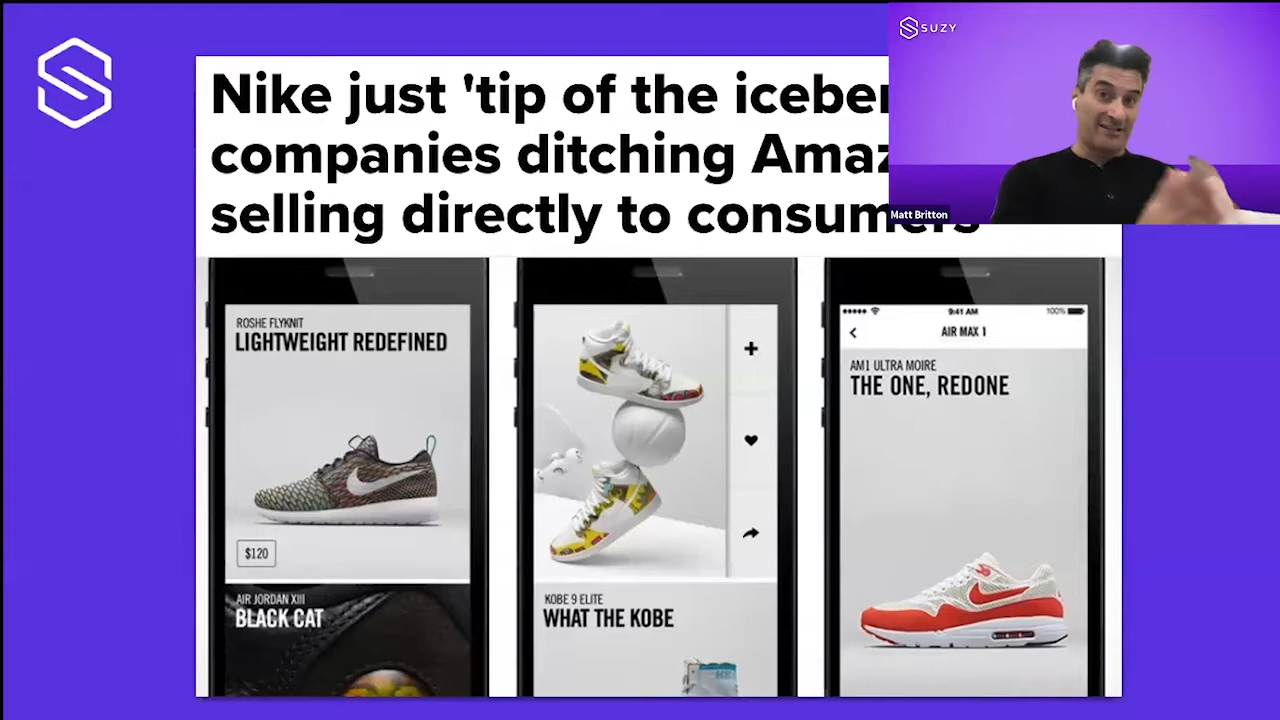 Nike just 'tip of the iceber
companies ditching Amaz
selling directly to consumers
SUZY
Matt Britton
ROSHE FLYKNIT
LIGHTWEIGHT REDEFINED
$120
AIR JORDAN XIII
BLACK CAT
KOBE 9 ELITE
WHAT THE KOBE
9:41 AM
100%
AIR MAX 1
AM1 ULTRA MOIRE
THE ONE, REDONE